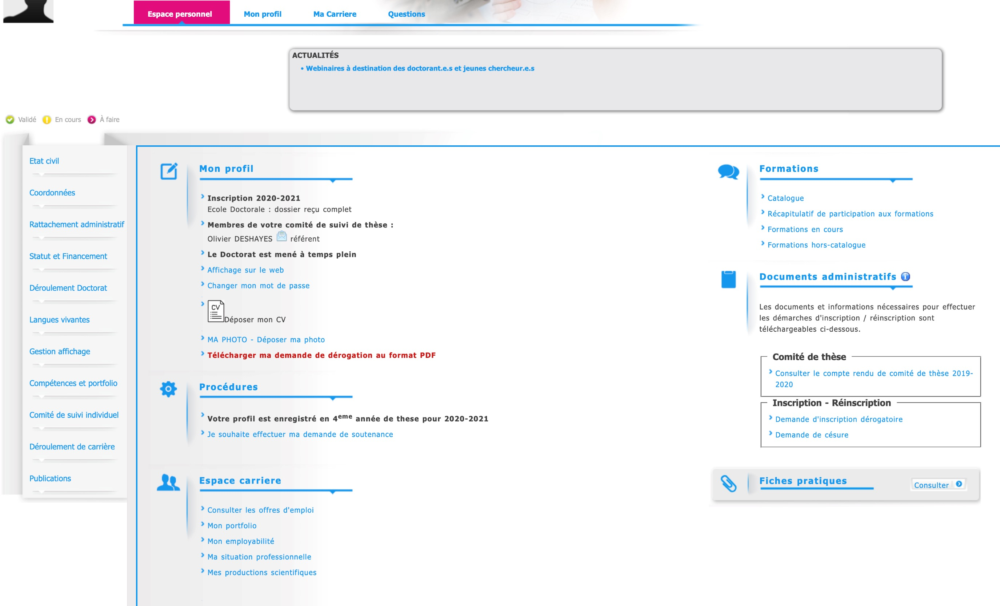 Espace personnel
Mon profil
Ma Carriere
Questions
ACTUALITÉS
• Webinaires à destination des doctorant.e.s et jeunes chercheur.e.s
Validé
En cours
À faire
Etat civil
Coordonnées
Rattachement administratif
Statut et Financement
Déroulement Doctorat
Langues vivantes
Gestion affichage
Compétences et portfolio
Comité de suivi individuel
Déroulement de carrière
Publications
Mon profil
Inscription 2020-2021
Ecole Doctorale : dossier reçu complet
Membres de votre comité de suivi de thèse :
Olivier DESHAYES référent
Le Doctorat est mené à temps plein
Affichage sur le web
Changer mon mot de passe
CV
Déposer mon CV
MA PHOTO - Déposer ma photo
Télécharger ma demande de dérogation au format PDF
Procédures
Votre profil est enregistré en 4eme année de these pour 2020-2021
Je souhaite effectuer ma demande de soutenance
Espace carriere
Consulter les offres d'emploi
Mon portfolio
Mon employabilité
Ma situation professionnelle
Mes productions scientifiques
Formations
Catalogue
Récapitulatif de participation aux formations
Formations en cours
Formations hors-catalogue
Documents administratifs
Les documents et informations nécessaires pour effectuer
les démarches d'inscription / réinscription sont
téléchargeables ci-dessous.
Comité de thèse
Consulter le compte rendu de comité de thèse 2019-
2020
Inscription - Réinscription
Demande d'inscription dérogatoire
Demande de césure
Fiches pratiques
Consulter